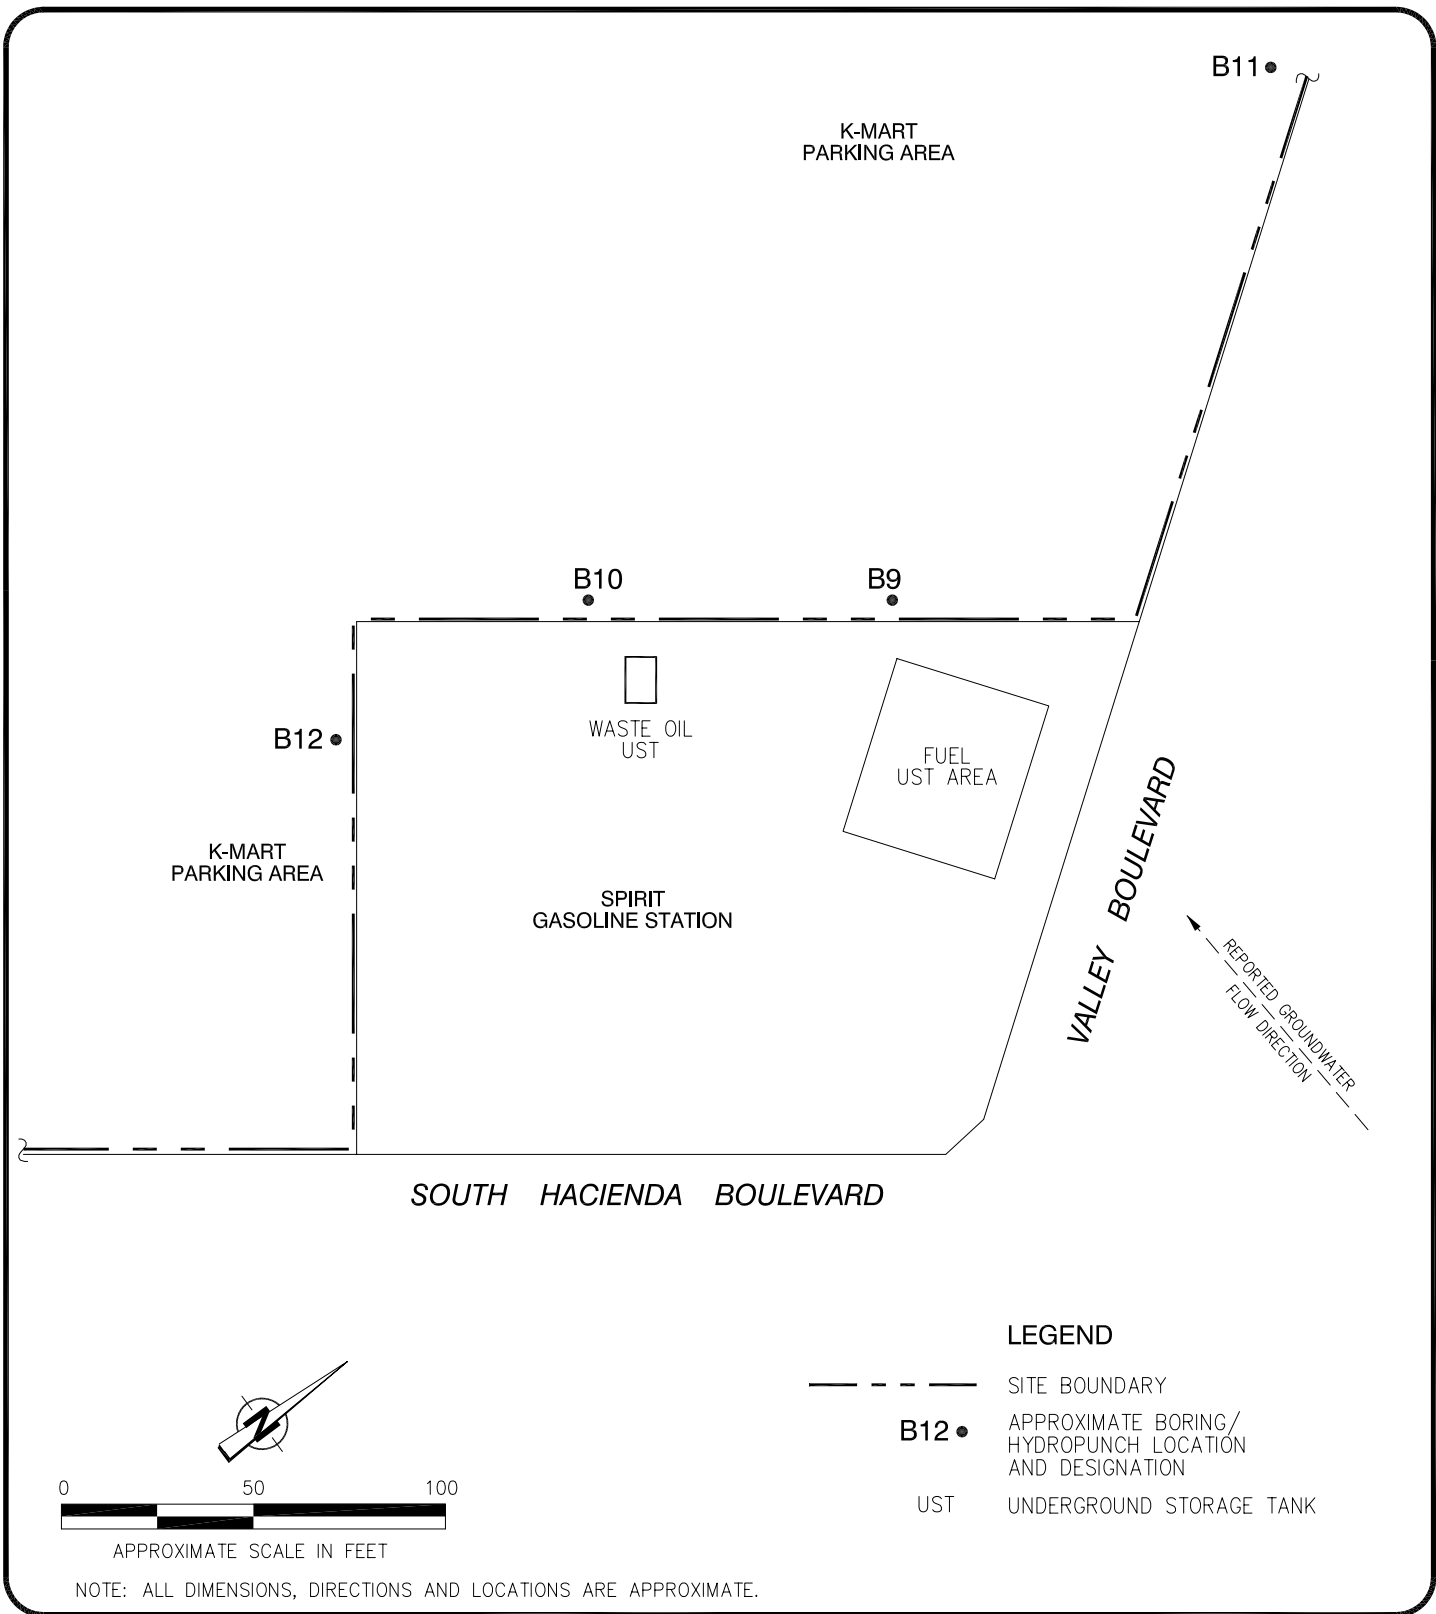 B11
K-MART
PARKING AREA
B10
B9
B12
WASTE OIL
UST
FUEL
UST AREA
K-MART
PARKING AREA
SPIRIT
GASOLINE STATION
VALLEY BOULEVARD
REPORTED GROUNDWATER
FLOW DIRECTION
SOUTH HACIENDA BOULEVARD
LEGEND
SITE BOUNDARY
B12
APPROXIMATE BORING/
HYDROPUNCH LOCATION
AND DESIGNATION
UST UNDERGROUND STORAGE TANK
N
0 50 100
APPROXIMATE SCALE IN FEET
NOTE: ALL DIMENSIONS, DIRECTIONS AND LOCATIONS ARE APPROXIMATE.